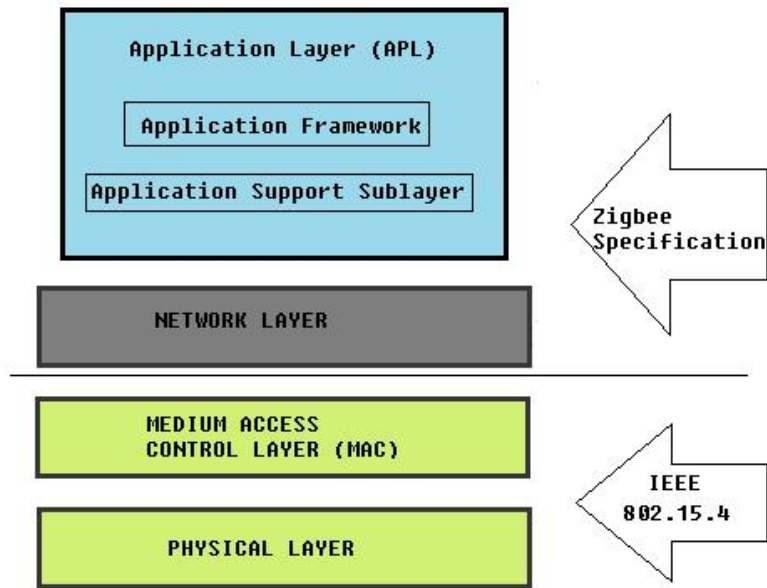 Application Layer (APL)
Application Framework
Application Support Sublayer
Zigbee
Specification
NETWORK LAYER
MEDIUM ACCESS
CONTROL LAYER (MAC)
IEEE
802.15.4
PHYSICAL LAYER